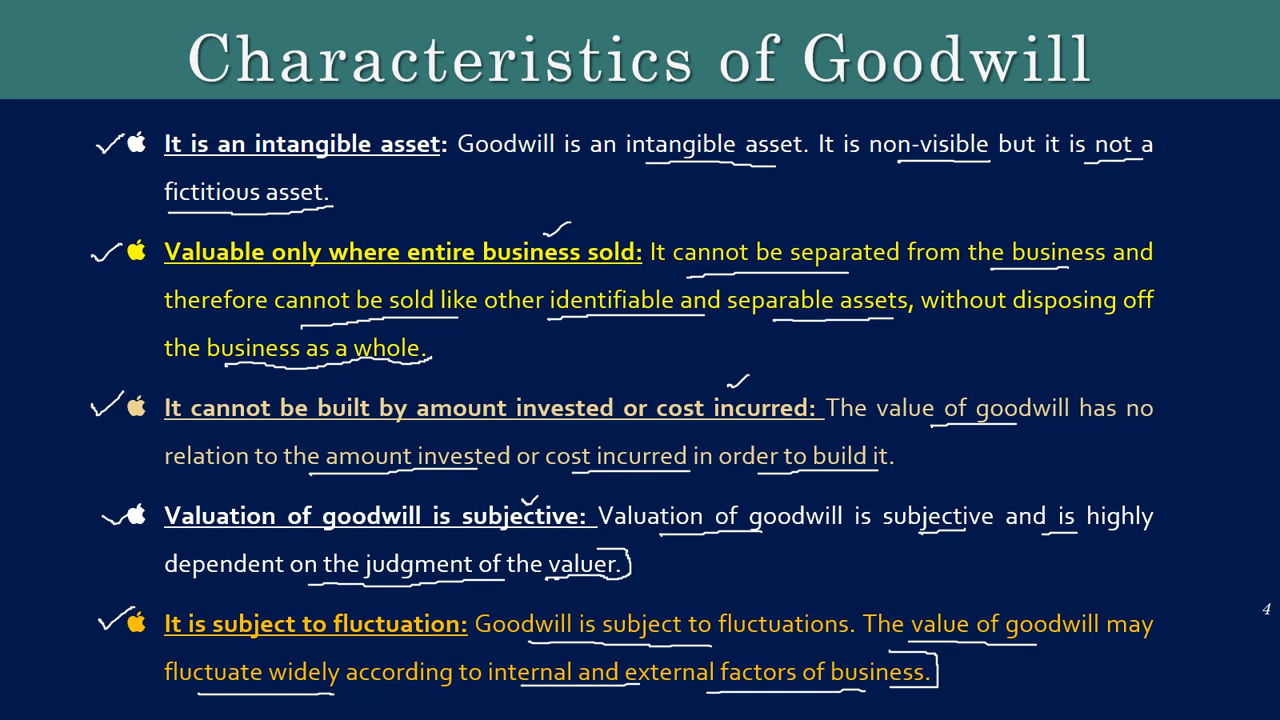 Characteristics of Goodwill
It is an intangible asset: Goodwill is an intangible asset. It is non-visible but it is not a
fictitious asset.
Valuable only where entire business sold: It cannot be separated from the business and
therefore cannot be sold like other identifiable and separable assets, without disposing off
the business as a whole.
It cannot be built by amount invested or cost incurred: The value of goodwill has no
relation to the amount invested or cost incurred in order to build it.
Valuation of goodwill is subjective: Valuation of goodwill is subjective and is highly
dependent on the judgment of the valuer.
It is subject to fluctuation: Goodwill is subject to fluctuations. The value of goodwill may
4
fluctuate widely according to internal and external factors of business.